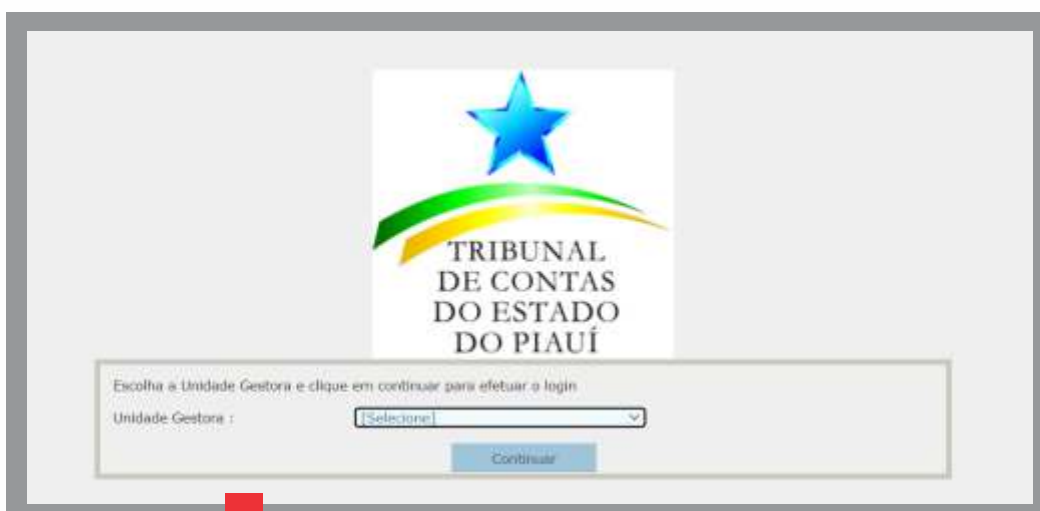 TRIBUNAL
DE CONTAS
DO ESTADO
DO PIAUÍ
Escolha a Unidade Gestora e clique em continuar para efetuar o login
Unidade Gestora : [Selecione]
Continuar